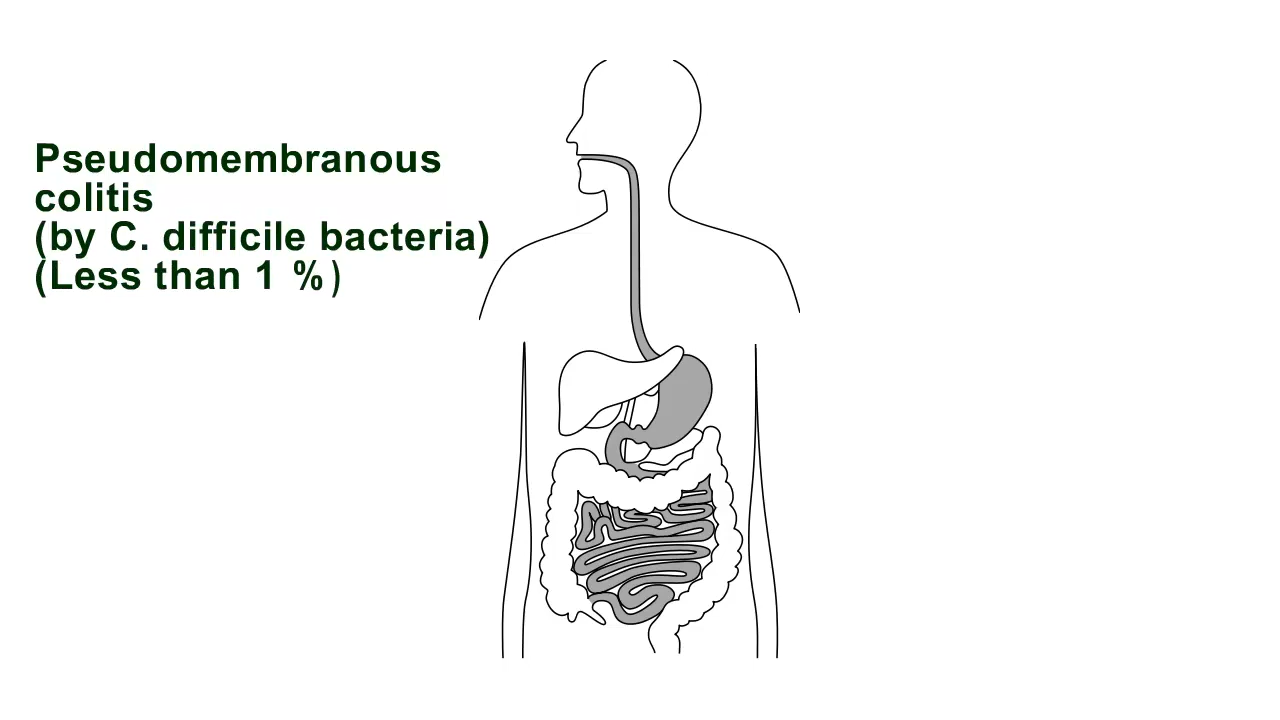 Pseudomembranous
colitis
(by C. difficile bacteria)
(Less than 1 %)